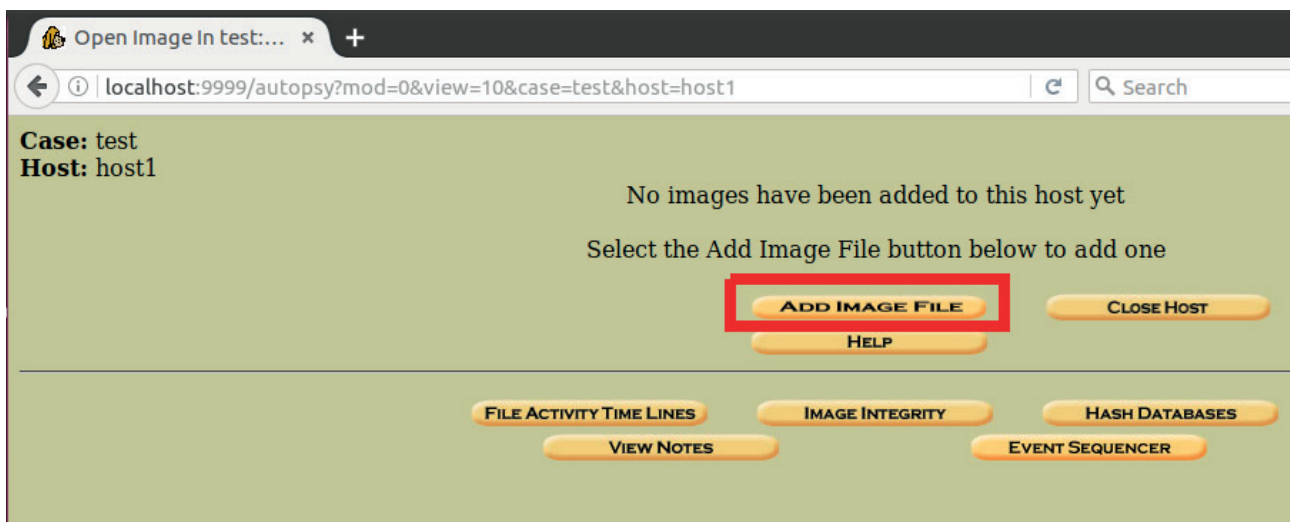 Open Image In test:... × +
localhost:9999/autopsy?mod=0&view=10&case=test&host=host1
Search
Case: test
Host: host1
No images have been added to this host yet
Select the Add Image File button below to add one
ADD IMAGE FILE CLOSE HOST
HELP
FILE ACTIVITY TIME LINES IMAGE INTEGRITY HASH DATABASES
VIEW NOTES EVENT SEQUENCER